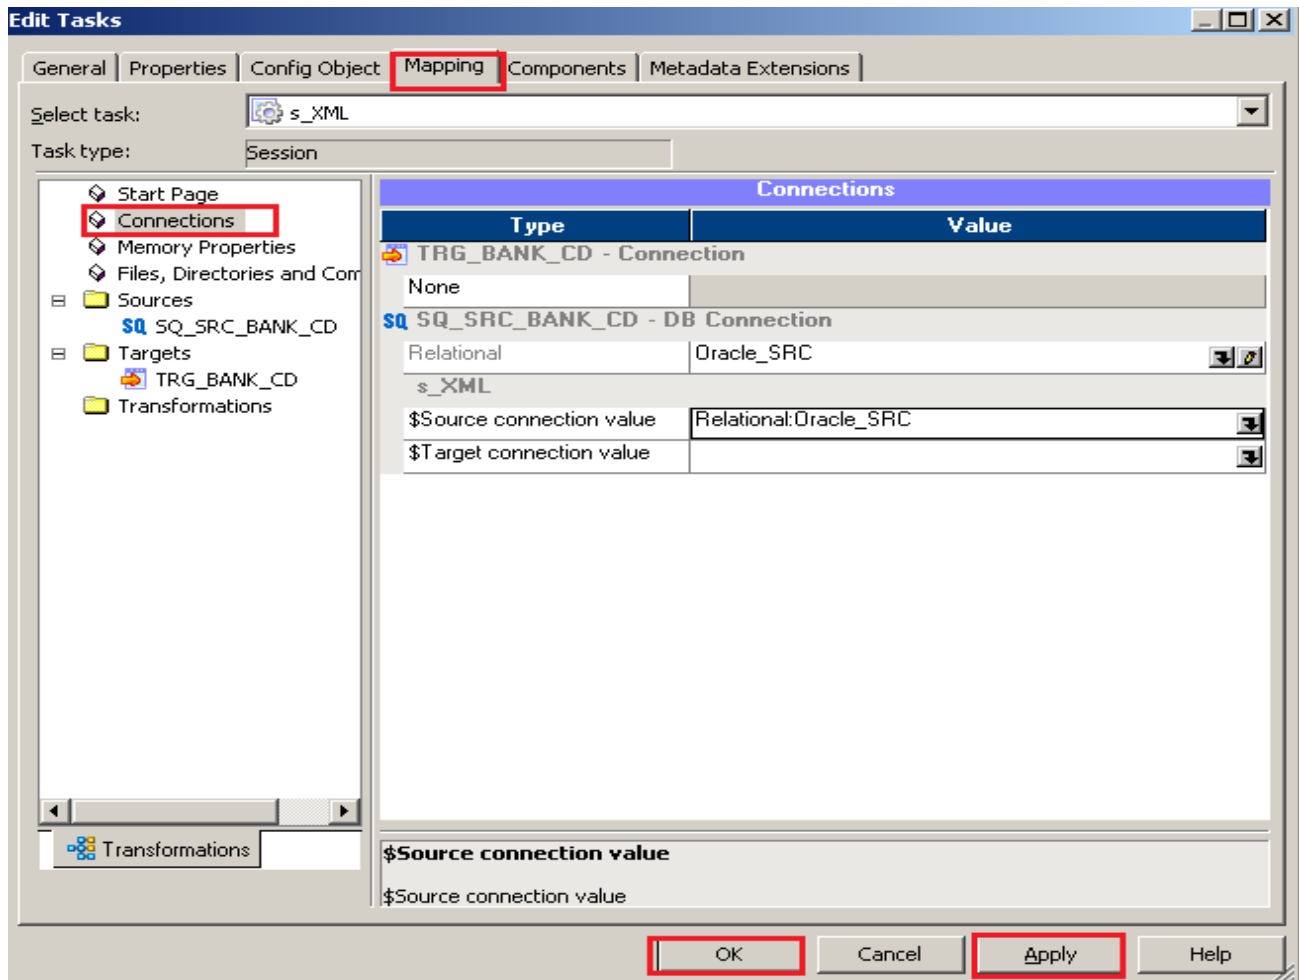 Edit Tasks
General Properties Config Object Mapping Components Metadata Extensions
Select task: s_XML
Task type: Session
Start Page
Connections
Memory Properties
Files, Directories and Com
Sources
SQ SQ_SRC_BANK_CD
Targets
TRG_BANK_CD
Transformations
Transformations
Connections
Type Value
TRG_BANK_CD - Connection
None
SQ SQ_SRC_BANK_CD - DB Connection
Relational Oracle_SRC
s_XML
$Source connection value Relational:Oracle_SRC
$Target connection value
$Source connection value
$Source connection value
OK Cancel Apply Help